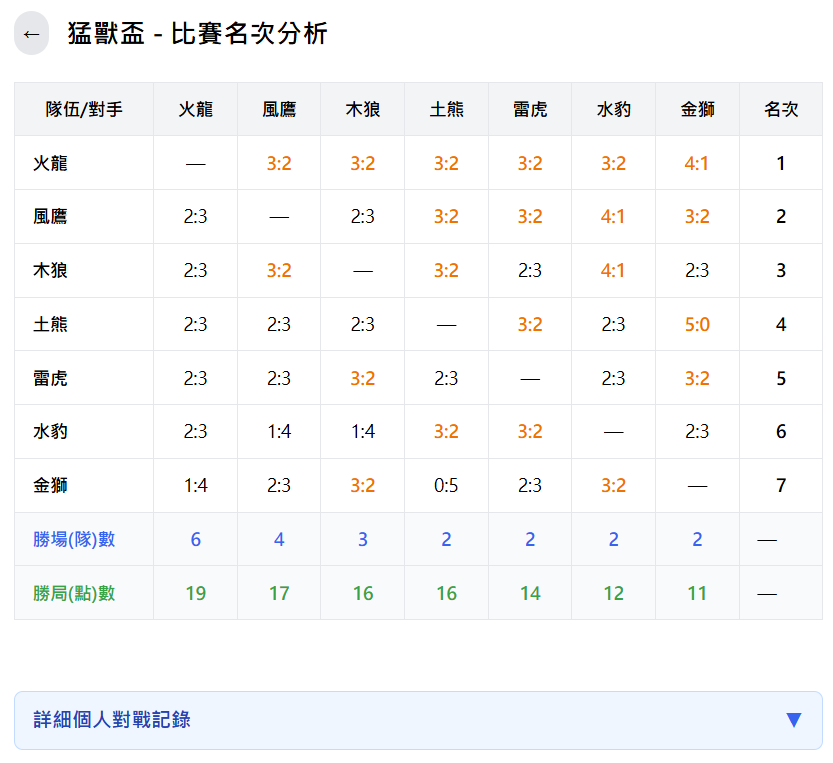 ← 猛獸盃 - 比賽名次分析
隊伍/對手 火龍 風鷹 木狼 土熊 雷虎 水豹 金獅 名次
火龍 — 3:2 3:2 3:2 3:2 3:2 4:1 1
風鷹 2:3 — 2:3 3:2 3:2 4:1 3:2 2
木狼 2:3 3:2 — 3:2 2:3 4:1 2:3 3
土熊 2:3 2:3 2:3 — 3:2 2:3 5:0 4
雷虎 2:3 2:3 3:2 2:3 — 2:3 3:2 5
水豹 2:3 1:4 1:4 3:2 3:2 — 2:3 6
金獅 1:4 2:3 3:2 0:5 2:3 3:2 — 7
勝場(隊)數 6 4 3 2 2 2 2 —
勝局(點)數 19 17 16 16 14 12 11 —
詳細個人對戰記錄 ▼